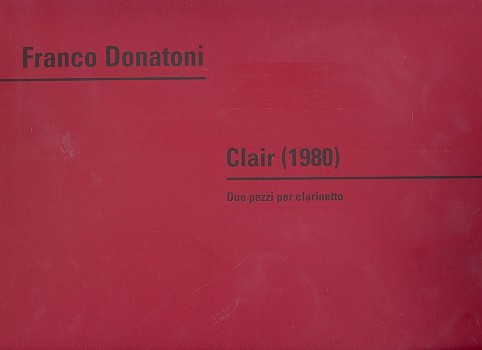 Franco Donatoni
Clair (1980)
Due pezzi per clarinetto